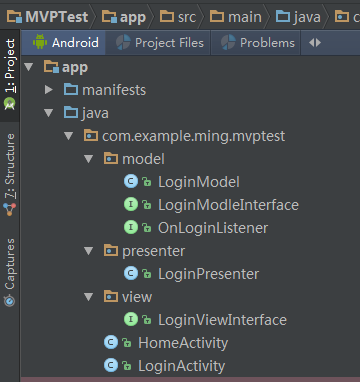 MVPTest app src main java c
1: Project
Android Project Files Problems
app
manifests
java
com.example.ming.mvptest
model
C LoginModel
I LoginModleInterface
I OnLoginListener
presenter
C LoginPresenter
view
I LoginViewInterface
C HomeActivity
C LoginActivity
7: Structure
Captures